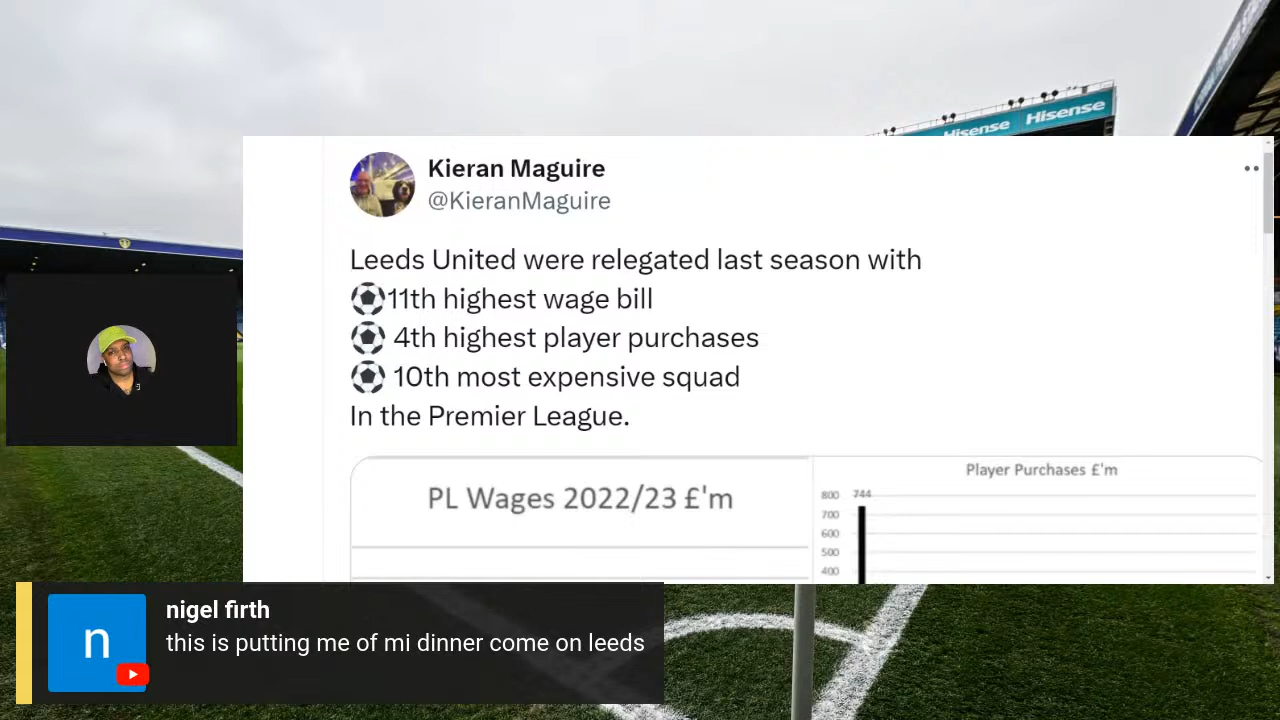 Hisense
Hisense
Kieran Maguire
@KieranMaguire
Leeds United were relegated last season with
⚽11th highest wage bill
⚽ 4th highest player purchases
⚽ 10th most expensive squad
In the Premier League.
PL Wages 2022/23 £'m
Player Purchases £'m
800
744
700
600
500
400
n
nigel firth
this is putting me of mi dinner come on leeds